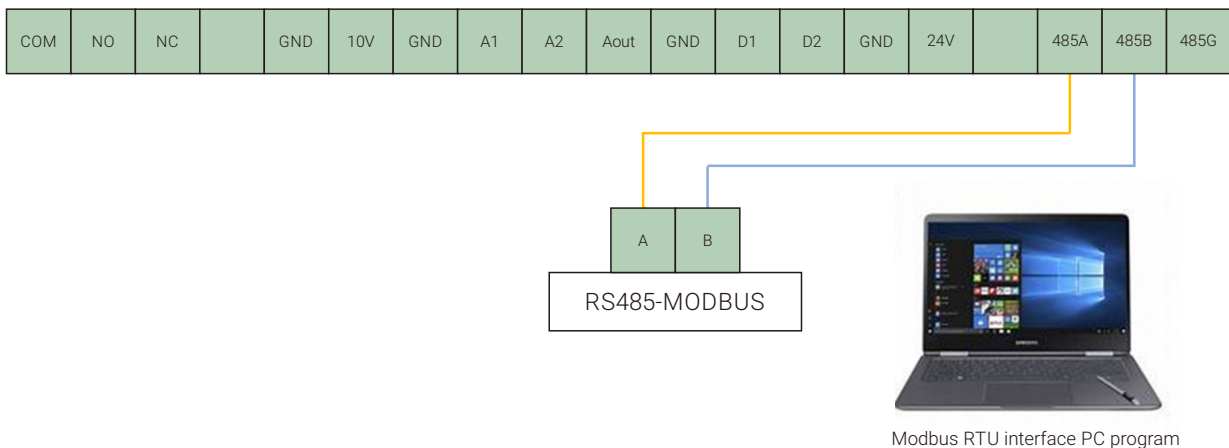 COM NO NC GND 10V GND A1 A2 Aout GND D1 D2 GND 24V 485A 485B 485G
A B
RS485-MODBUS
SAMSUNG
Modbus RTU interface PC program